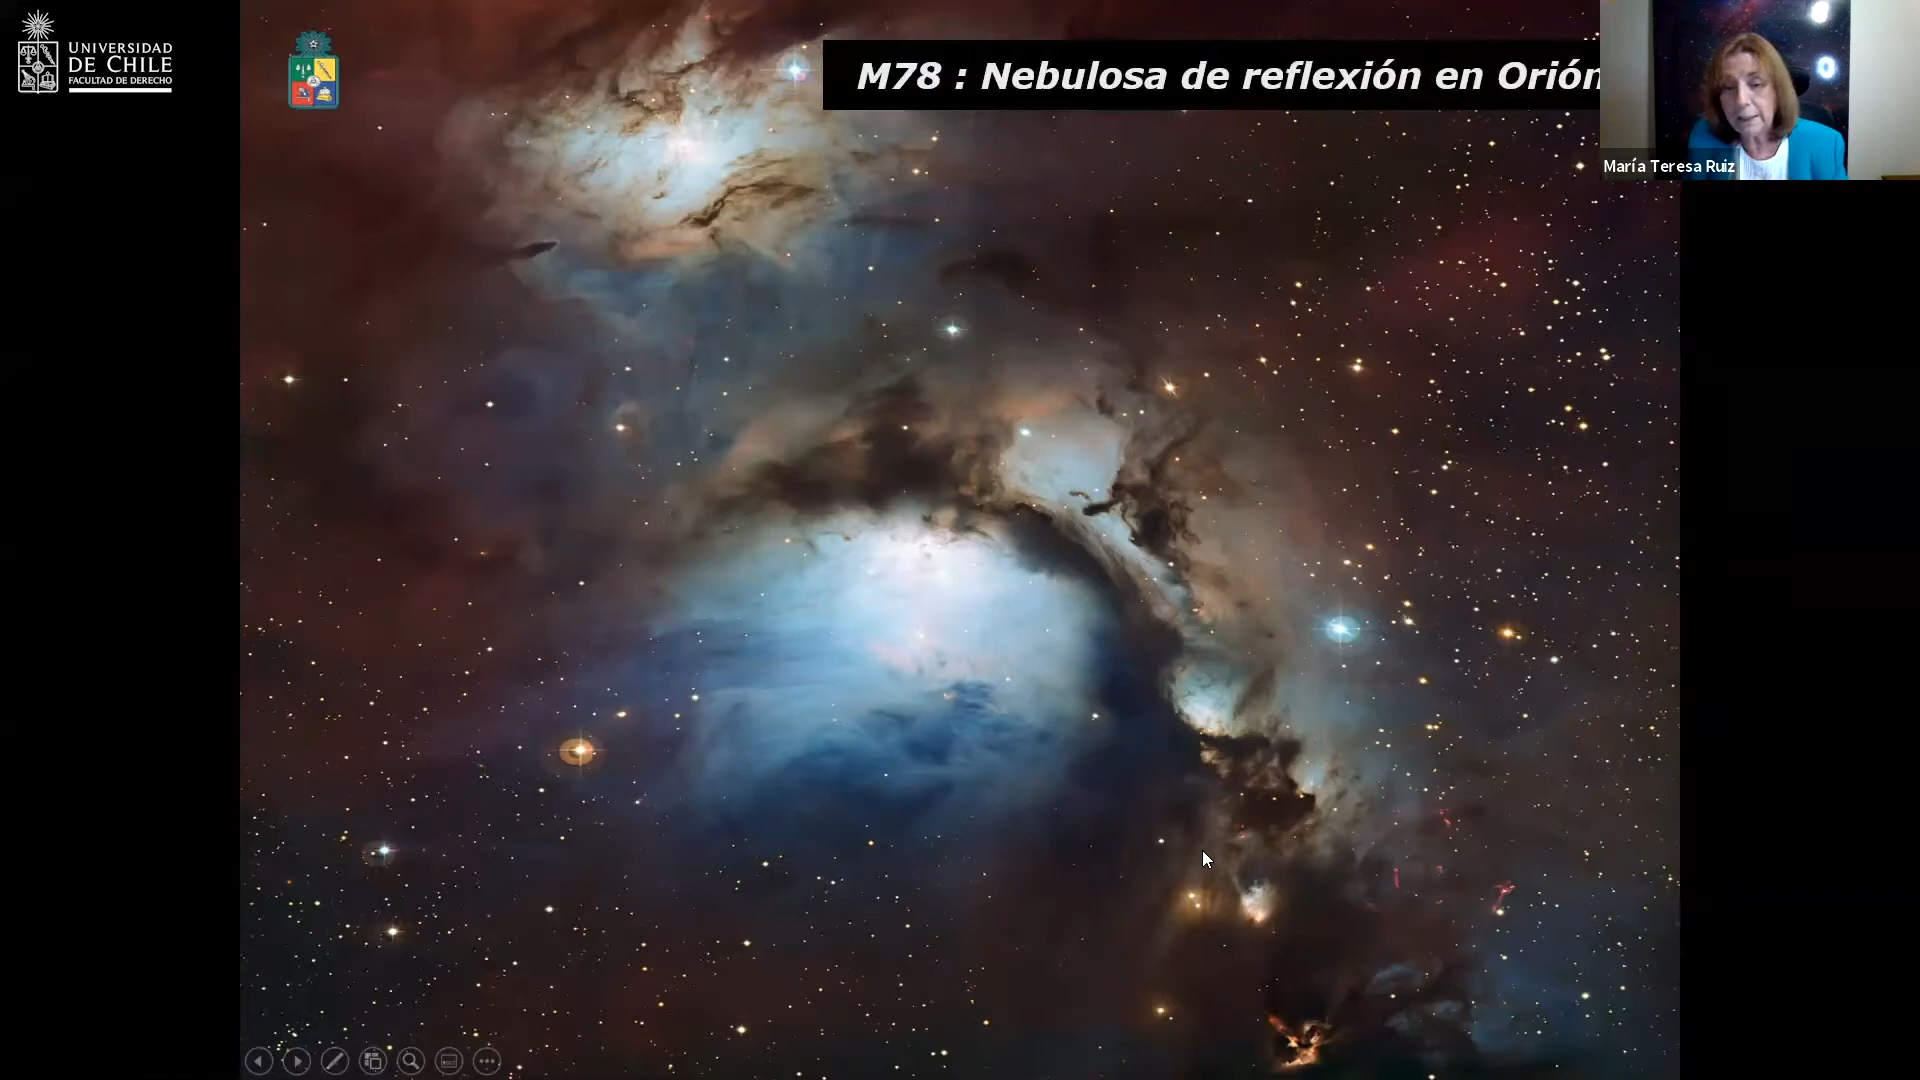 UNIVERSIDAD
DE CHILE
FACULTAD DE DERECHO
M78 : Nebulosa de reflexión en Orión
María Teresa Ruiz